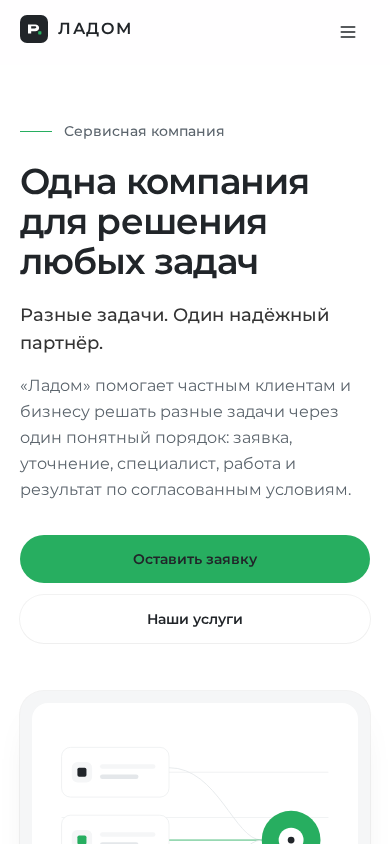 ЛАДОМ
Сервисная компания
Одна компания
для решения
любых задач
Разные задачи. Один надёжный
партнёр.
«Ладом» помогает частным клиентам и
бизнесу решать разные задачи через
один понятный порядок: заявка,
уточнение, специалист, работа и
результат по согласованным условиям.
Оставить заявку
Наши услуги